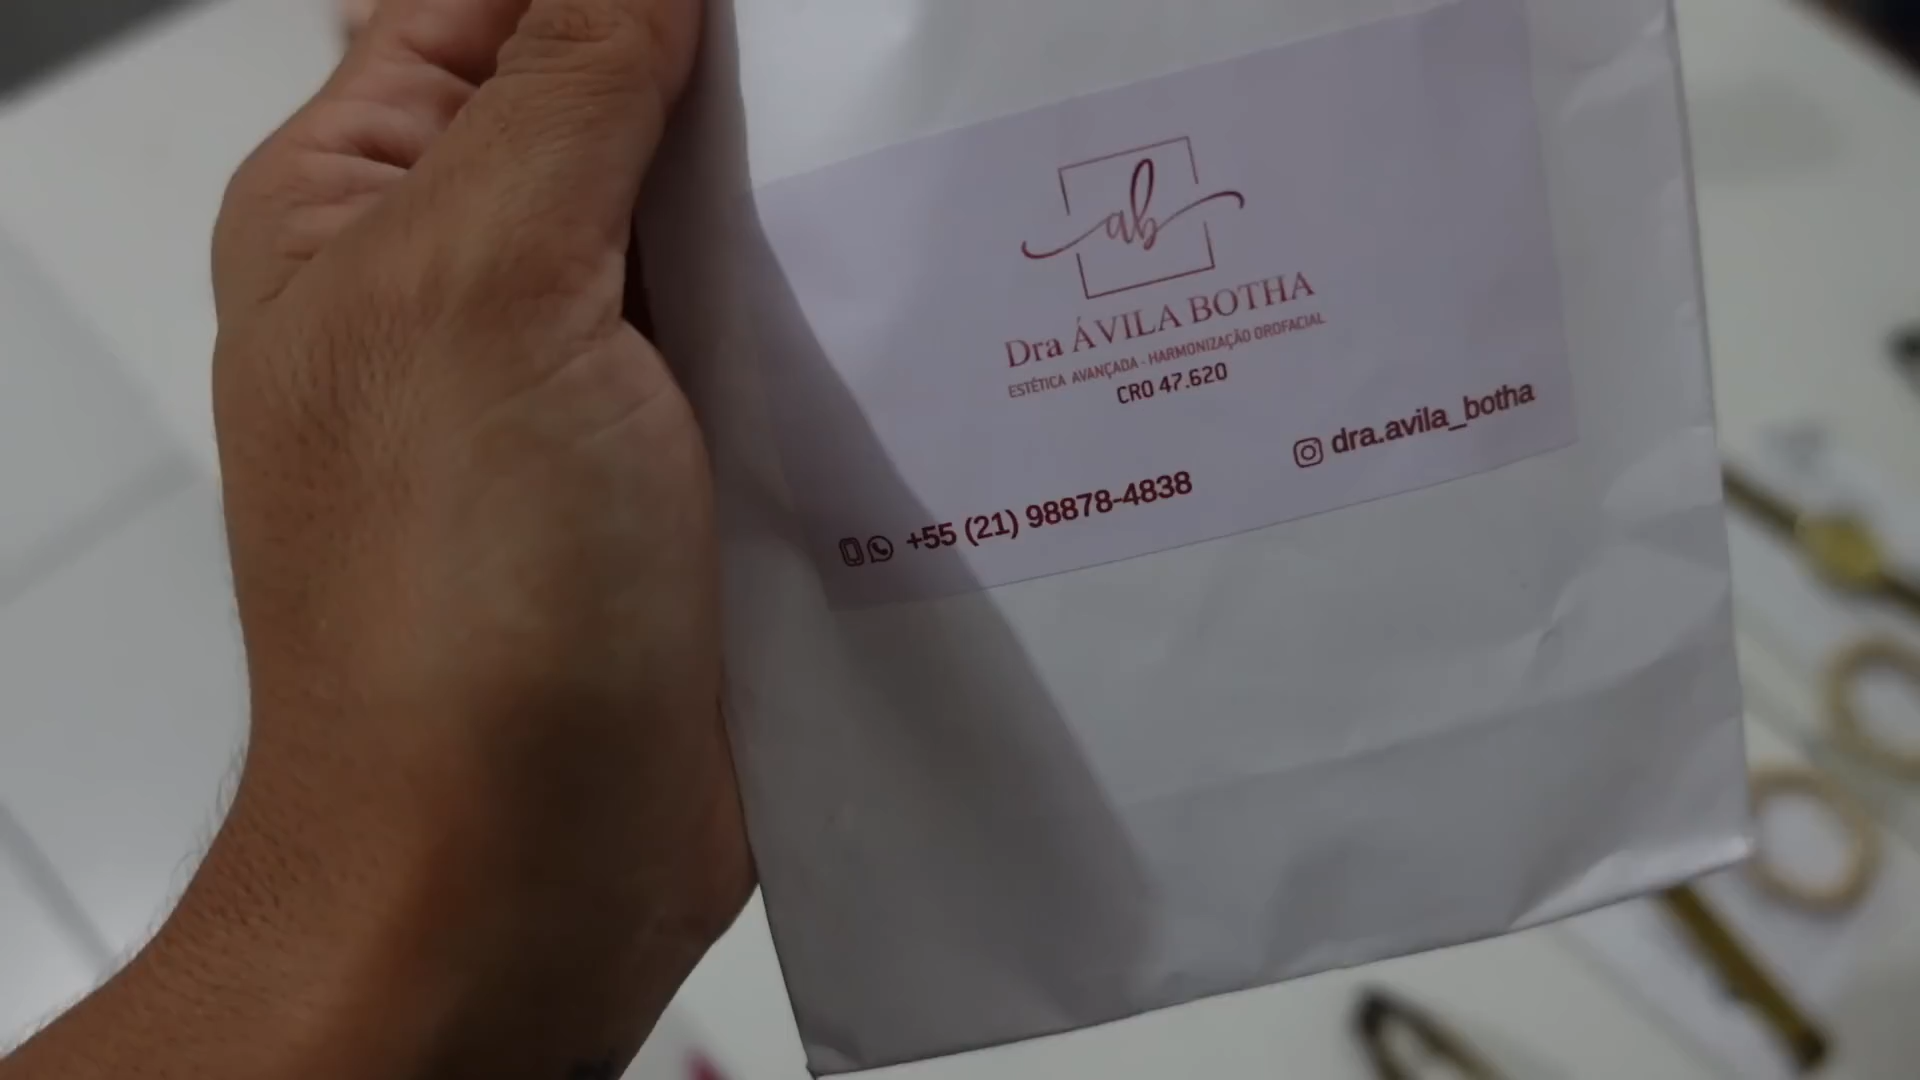 ab
Dra ÁVILA BOTHA
ESTÉTICA AVANÇADA - HARMONIZAÇÃO OROFACIAL
CRO 47.620
dra.avila_botha
+55 (21) 98878-4838